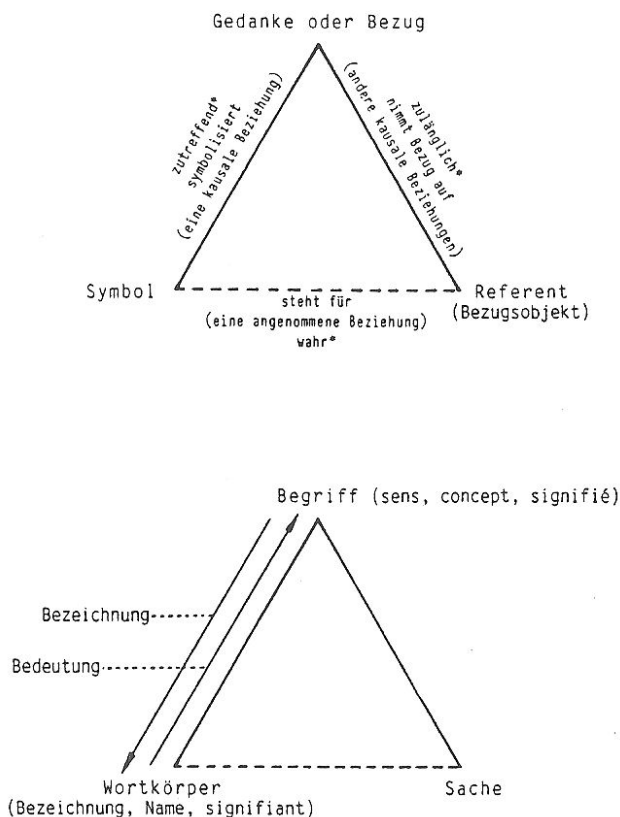 Gedanke oder Bezug
zutreffend*
symbolisiert
(eine kausale Beziehung)
zulänglich*
nimmt Bezug auf
(andere kausale Beziehungen)
Symbol
Referent
(Bezugsobjekt)
steht für
(eine angenommene Beziehung)
wahr*
Begriff (sens, concept, signifié)
Bezeichnung
Bedeutung
Wortkörper
(Bezeichnung, Name, signifiant)
Sache